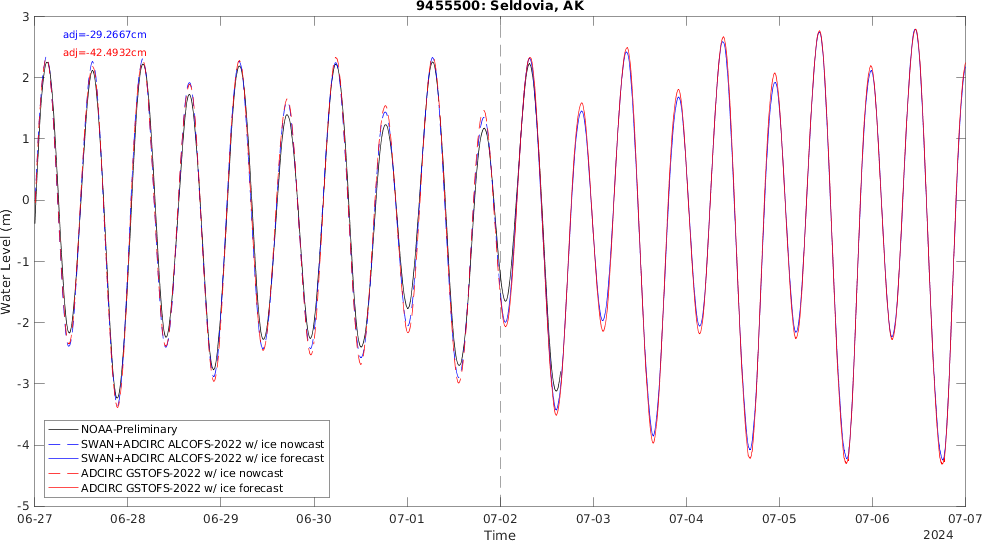 9455500: Seldovia, AK
adj=-29.2667cm
adj=-42.4932cm
3
2
1
0
-1
-2
-3
-4
-5
Water Level (m)
NOAA-Preliminary
SWAN+ADCIRC ALCOFS-2022 w/ ice nowcast
SWAN+ADCIRC ALCOFS-2022 w/ ice forecast
ADCIRC GSTOFS-2022 w/ ice nowcast
ADCIRC GSTOFS-2022 w/ ice forecast
06-27 06-28 06-29 06-30 07-01 07-02 07-03 07-04 07-05 07-06 07-07
Time
2024